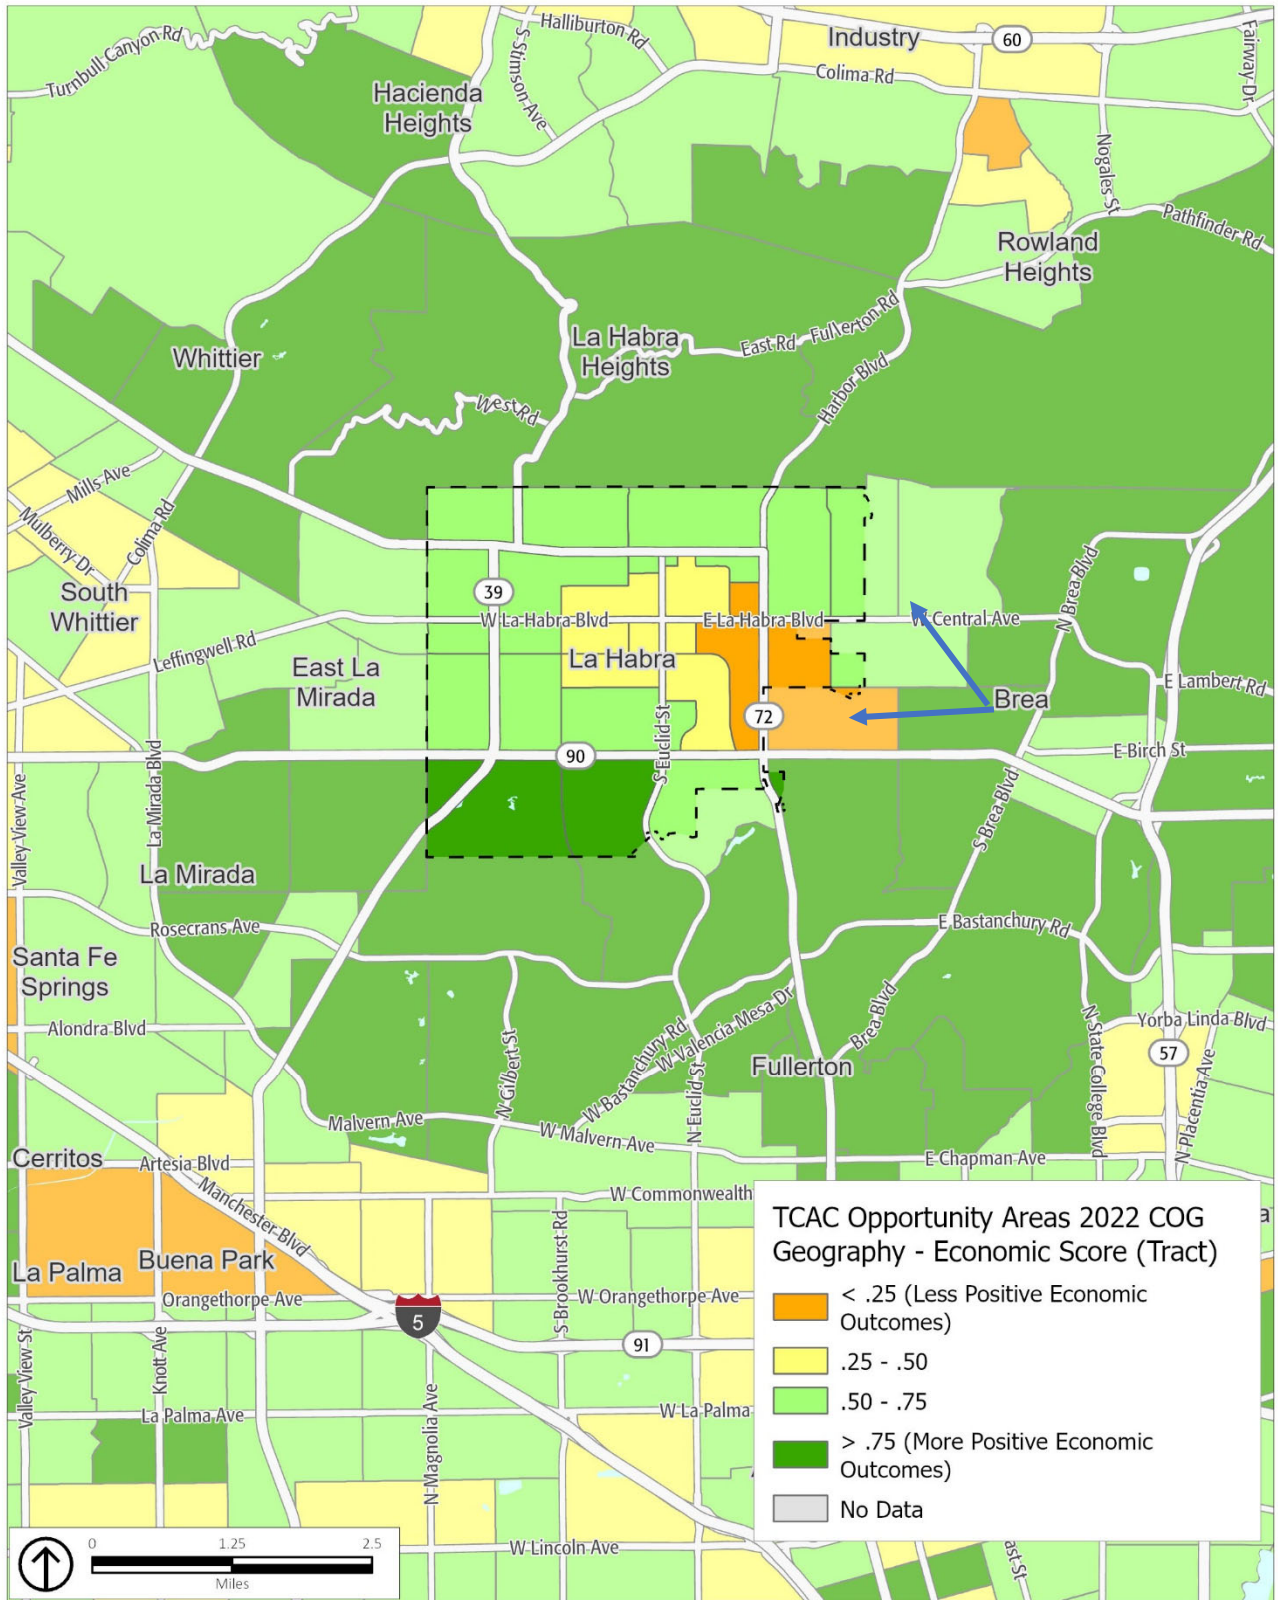 Turnbull Canyon Rd
Halliburton Rd
S Stimson Ave
Industry
60
Fairway Dr
Colima Rd
Hacienda
Heights
Nogales St
Pathfinder Rd
Rowland
Heights
Whittier
La Habra
Heights
East Rd
Fullerton Rd
Harbor Blvd
West Rd
Mills Ave
Colima Rd
Mulberry Dr
South
Whittier
39
W La Habra Blvd
E La Habra Blvd
W Central Ave
N Brea Blvd
Leffingwell Rd
East La
Mirada
La Habra
E Lambert Rd
Brea
72
S Euclid St
90
E Birch St
Valley View Ave
La Mirada Blvd
S Brea Blvd
La Mirada
Rosecrans Ave
E Bastanchury Rd
Santa Fe
Springs
Alondra Blvd
W Bastanchury Rd
W Valencia Mesa Dr
Brea Blvd
N State College Blvd
Yorba Linda Blvd
57
N Placentia Ave
Fullerton
N Gilbert St
N Euclid St
Malvern Ave
W Malvern Ave
Cerritos
Artesia Blvd
E Chapman Ave
Manchester Blvd
W Commonwealth
La Palma
Buena Park
Orangethorpe Ave
S Brookhurst Rd
W Orangethorpe Ave
5
91
Valley View St
Knott Ave
La Palma Ave
N Magnolia Ave
W La Palma
W Lincoln Ave
ast St
a
TCAC Opportunity Areas 2022 COG
Geography - Economic Score (Tract)
< .25 (Less Positive Economic
Outcomes)
.25 - .50
.50 - .75
> .75 (More Positive Economic
Outcomes)
No Data
0 1.25 2.5
Miles